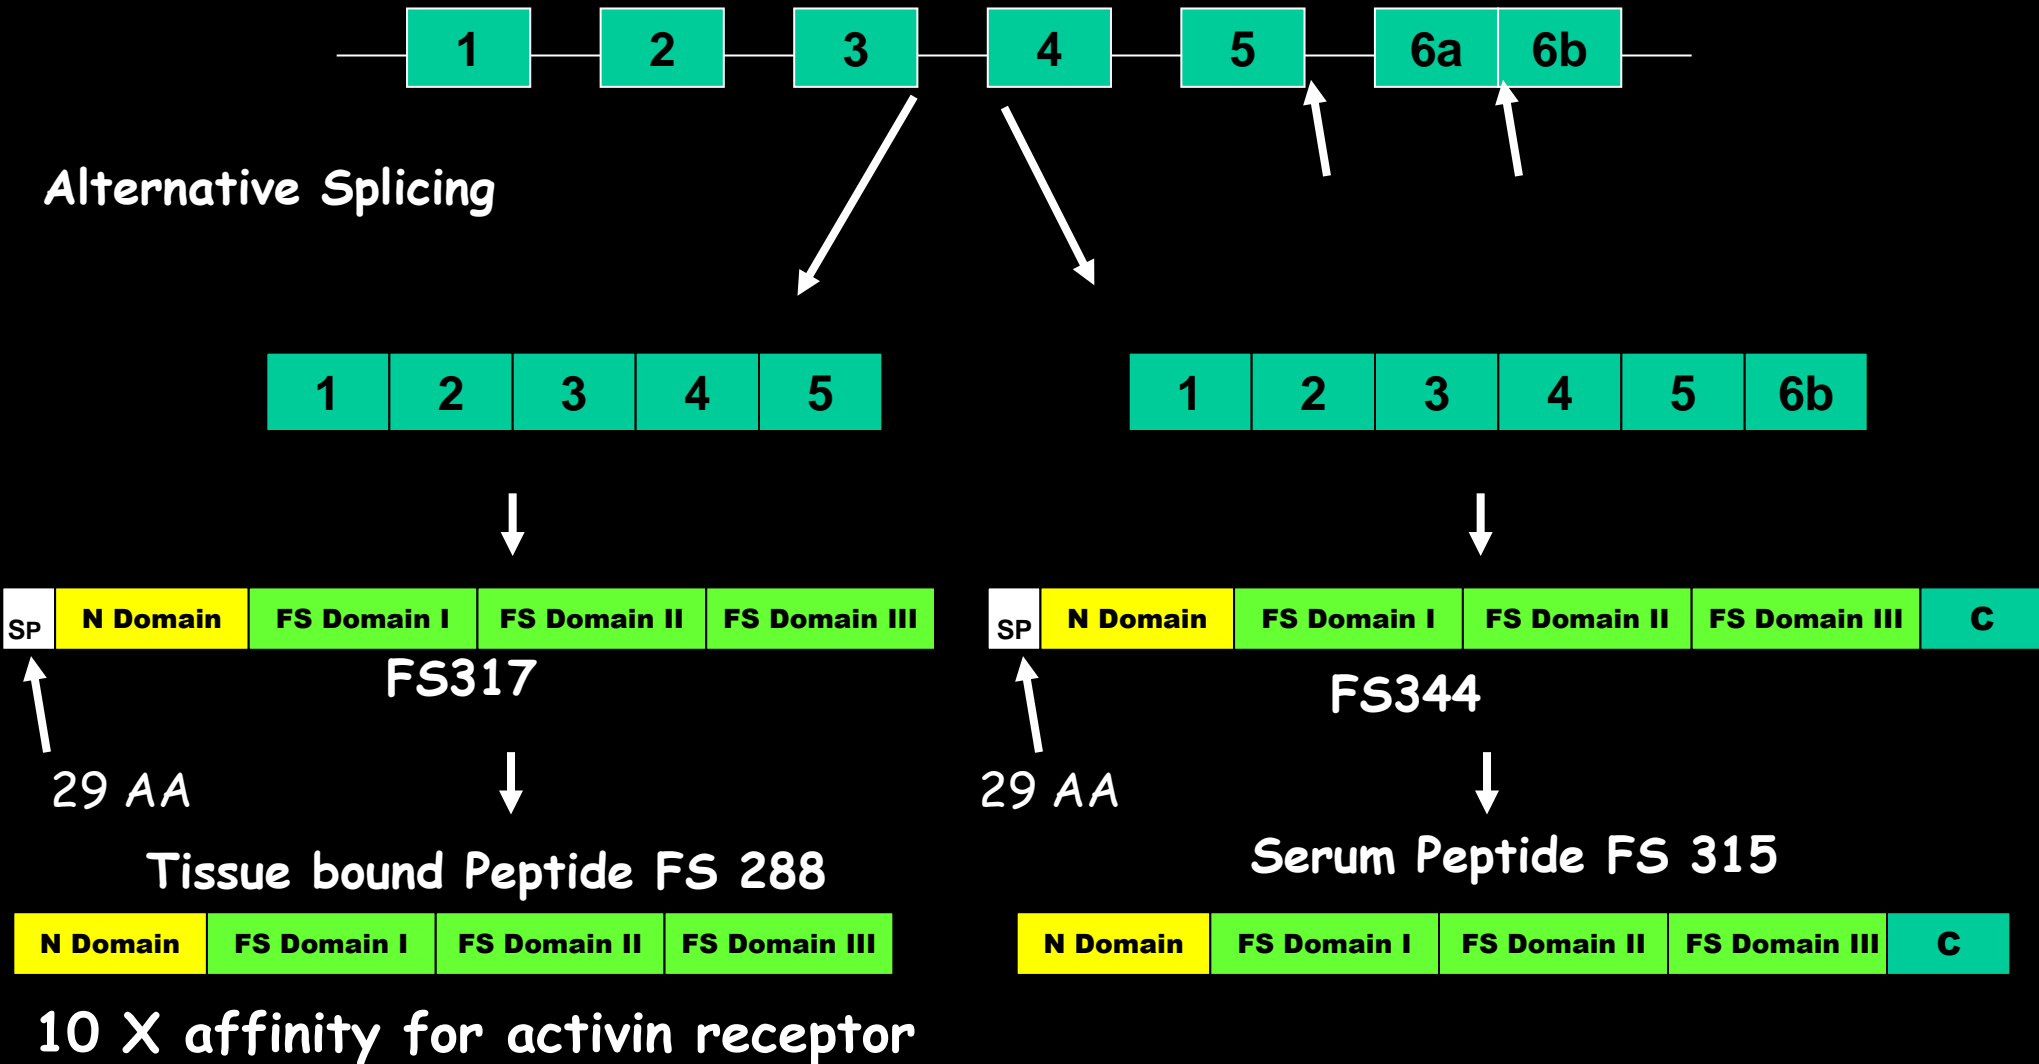 1 2 3 4 5 6a 6b
Alternative Splicing
1 2 3 4 5
1 2 3 4 5 6b
SP N Domain FS Domain I FS Domain II FS Domain III
SP N Domain FS Domain I FS Domain II FS Domain III C
FS317
FS344
29 AA
29 AA
Tissue bound Peptide FS 288
Serum Peptide FS 315
N Domain FS Domain I FS Domain II FS Domain III
N Domain FS Domain I FS Domain II FS Domain III C
10 X affinity for activin receptor